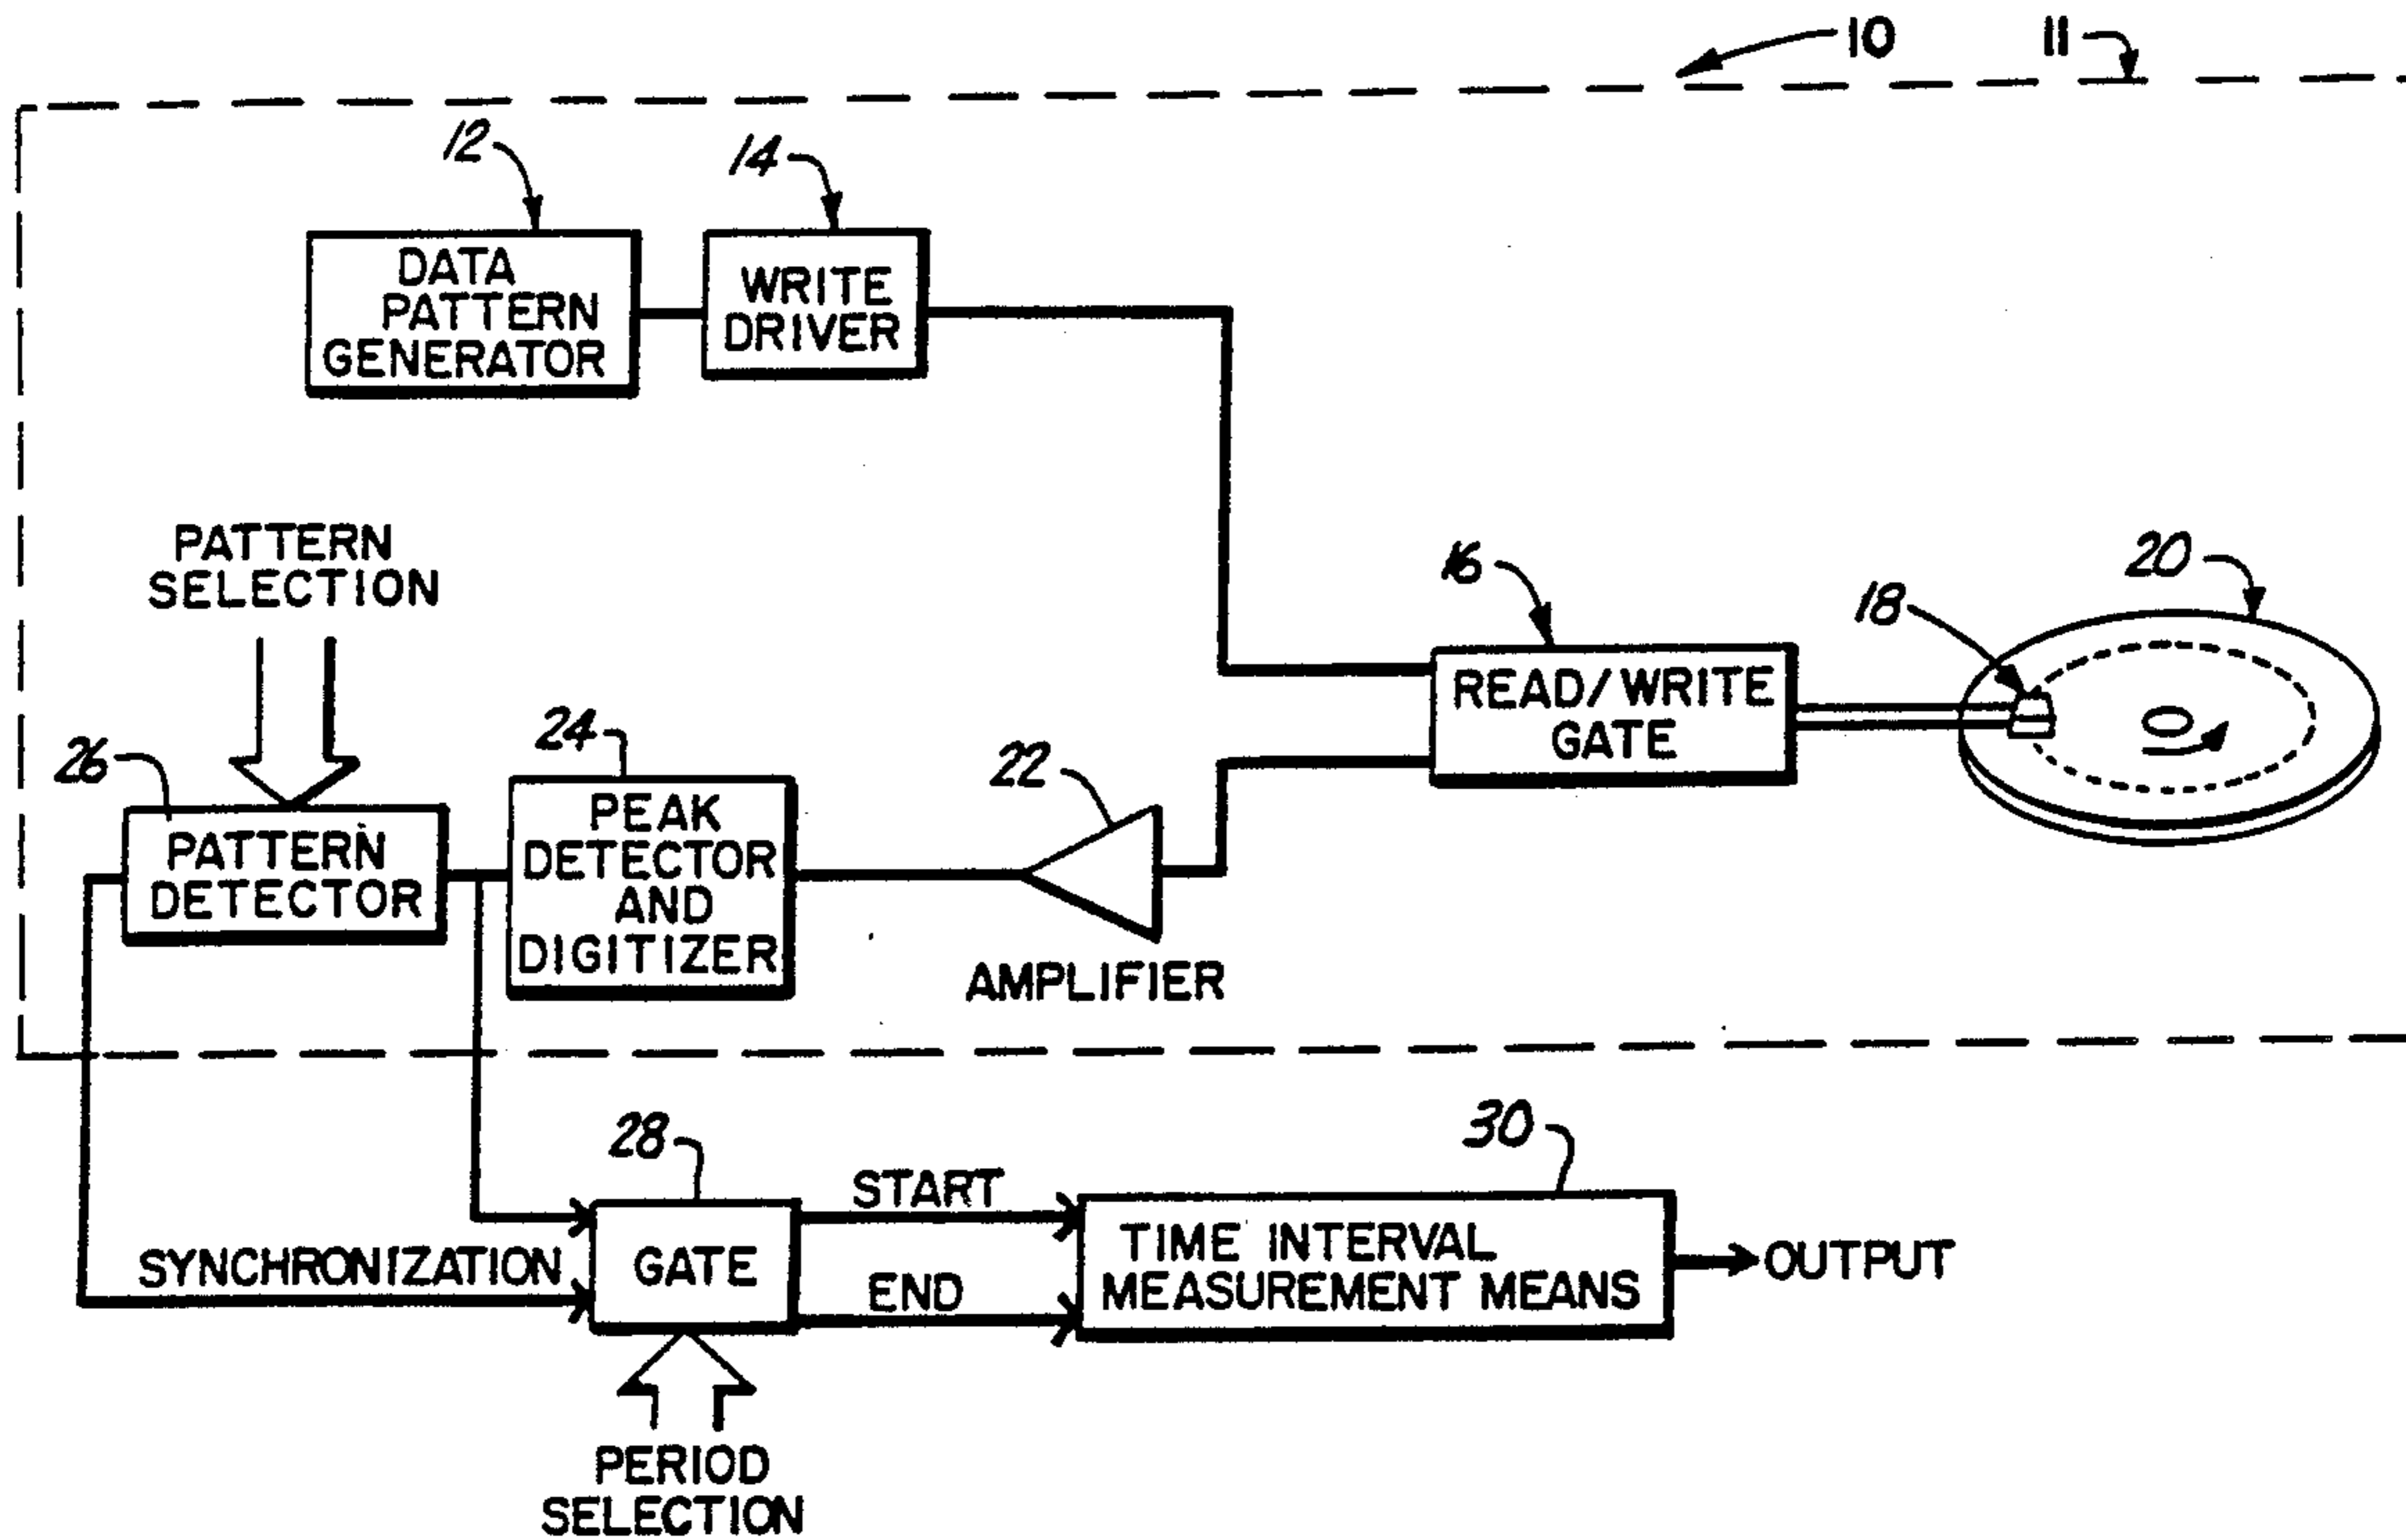 10
11
12
14
DATA
PATTERN
GENERATOR
WRITE
DRIVER
PATTERN
SELECTION
16
18
20
READ/WRITE
GATE
26
24
22
PATTERN
DETECTOR
PEAK
DETECTOR
AND
DIGITIZER
AMPLIFIER
28
30
START
SYNCHRONIZATION
GATE
END
TIME INTERVAL
MEASUREMENT MEANS
OUTPUT
PERIOD
SELECTION